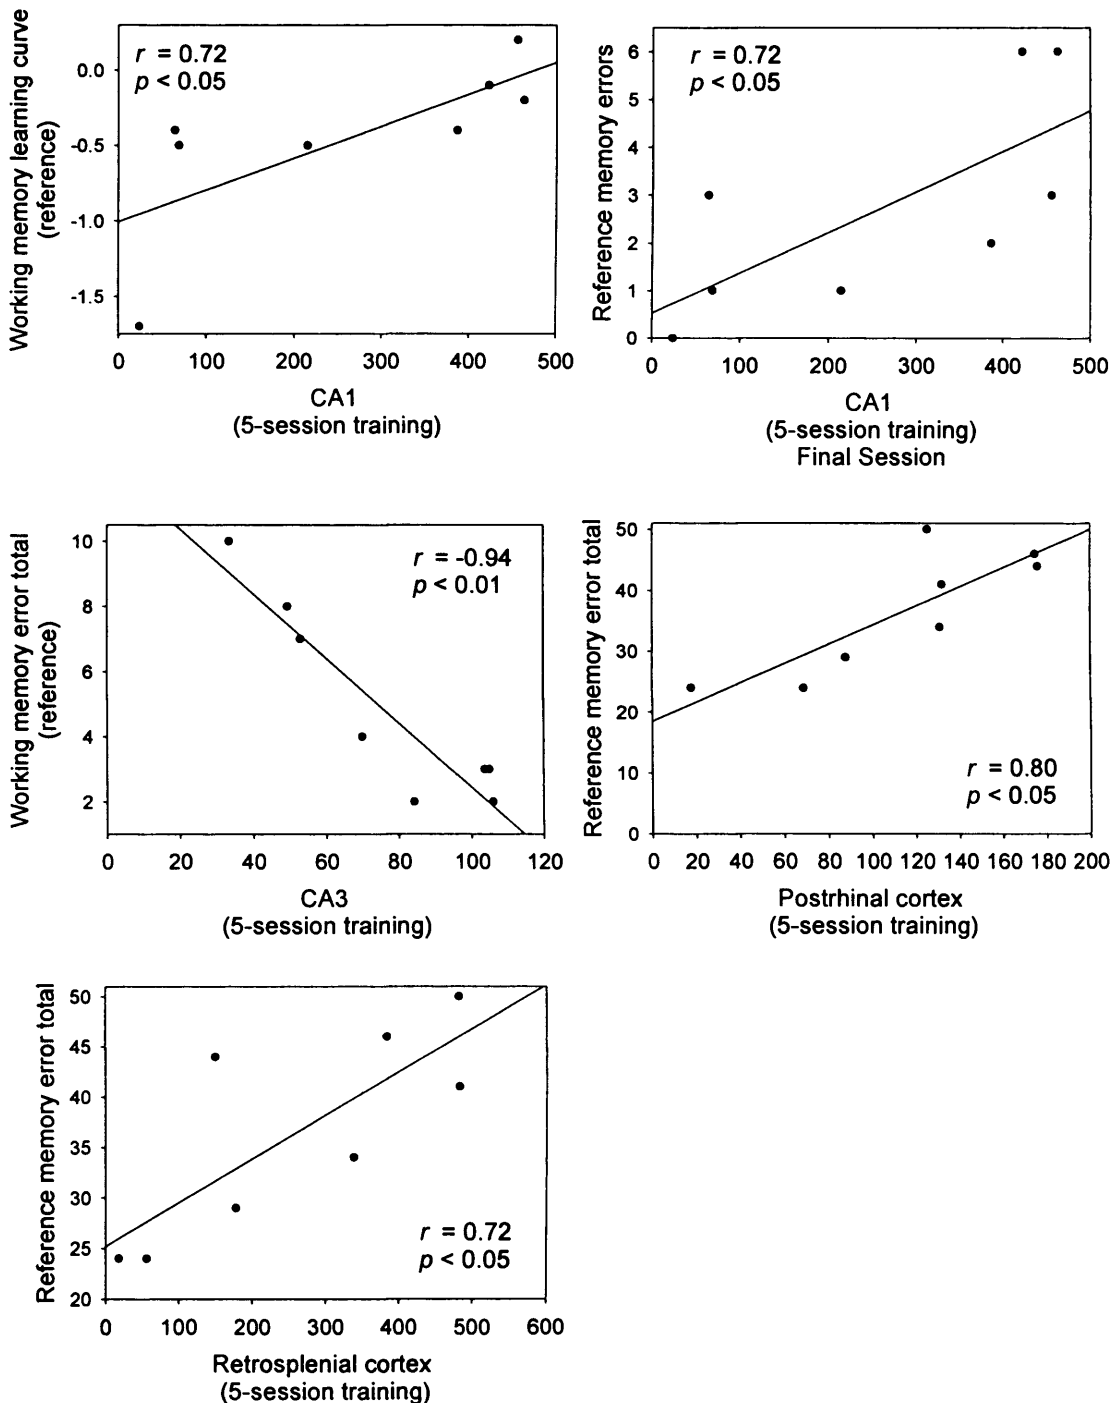 Working memory learning curve
(reference)
r = 0.72
p < 0.05
0.0
-0.5
-1.0
-1.5
0 100 200 300 400 500
CA1
(5-session training)
Reference memory errors
r = 0.72
p < 0.05
6
5
4
3
2
1
0
0 100 200 300 400 500
CA1
(5-session training)
Final Session
Working memory error total
(reference)
r = -0.94
p < 0.01
10
8
6
4
2
0 20 40 60 80 100 120
CA3
(5-session training)
Reference memory error total
50
40
30
20
10
0
r = 0.80
p < 0.05
0 20 40 60 80 100 120 140 160 180 200
Postrhinal cortex
(5-session training)
Reference memory error total
50
45
40
35
30
25
20
r = 0.72
p < 0.05
0 100 200 300 400 500 600
Retrosplenial cortex
(5-session training)